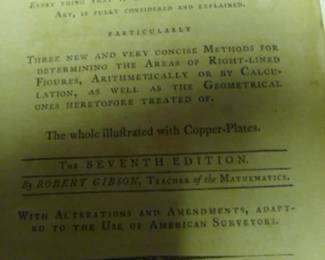 EVERY THING THAT
ART, IS FULLY CONSIDERED AND EXPLAINED.
PARTICULARLY
THREE NEW AND VERY CONCISE METHODS FOR
DETERMINING THE AREAS OF RIGHT-LINED
FIGURES, ARITHMETICALLY OR BY CALCU-
LATION, AS WELL AS THE GEOMETRICAL
ONES HERETOFORE TREATED OF.
The whole illustrated with Copper-Plates.
THE SEVENTH EDITION.
By ROBERT GIBSON, TEACHER of the MATHEMATICS.
WITH ALTERATIONS AND AMENDMENTS, ADAPT-
ED TO THE USE OF AMERICAN SURVEYORS.